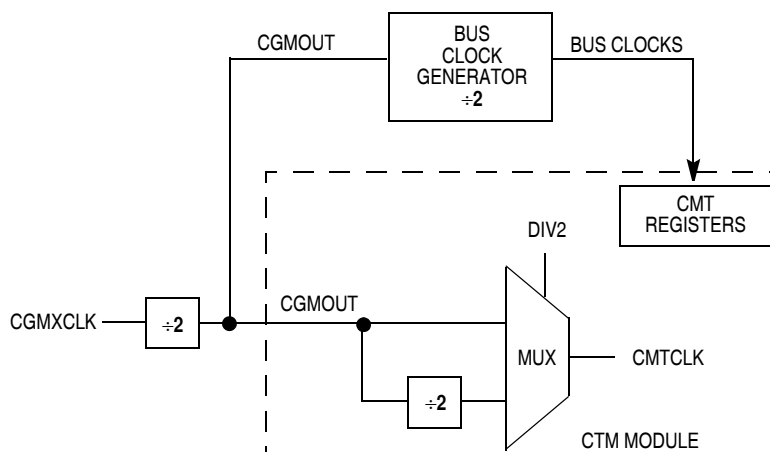 CGMOUT
BUS
CLOCK
GENERATOR
÷2
BUS CLOCKS
CMT
REGISTERS
DIV2
CGMXCLK
÷2
CGMOUT
MUX
CMTCLK
÷2
CTM MODULE